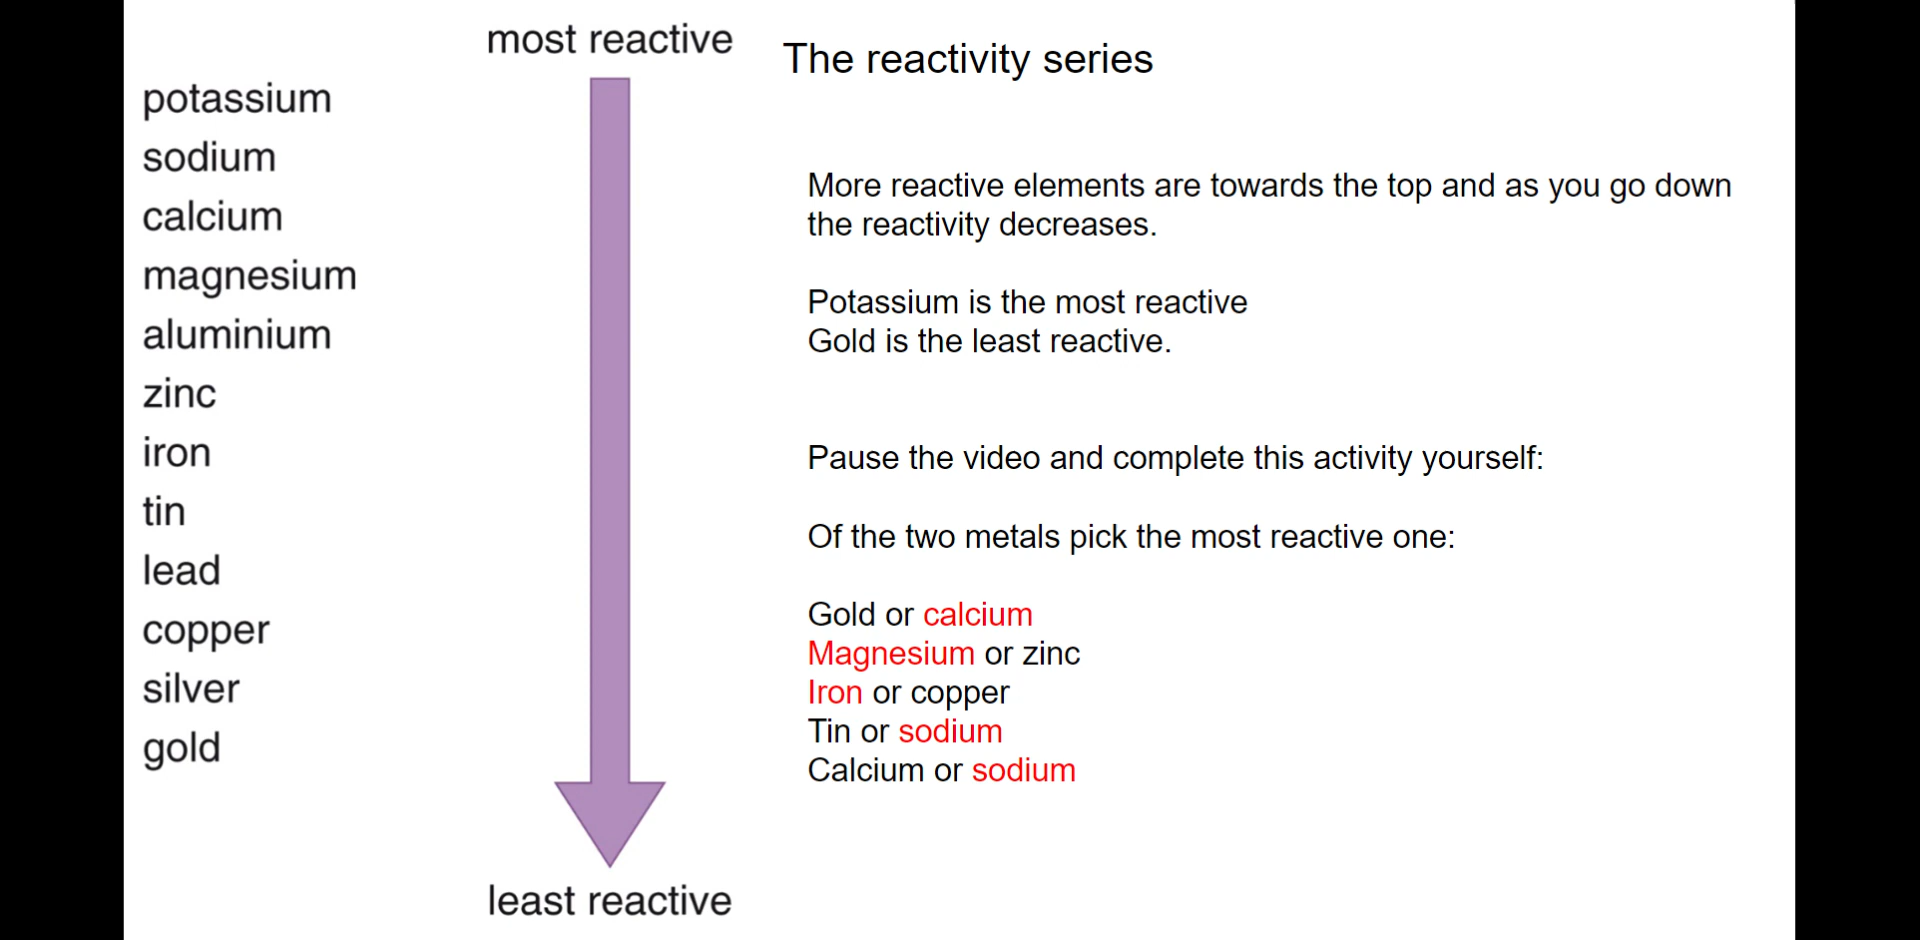 most reactive
potassium
sodium
calcium
magnesium
aluminium
zinc
iron
tin
lead
copper
silver
gold
least reactive
The reactivity series
More reactive elements are towards the top and as you go down
the reactivity decreases.
Potassium is the most reactive
Gold is the least reactive.
Pause the video and complete this activity yourself:
Of the two metals pick the most reactive one:
Gold or calcium
Magnesium or zinc
Iron or copper
Tin or sodium
Calcium or sodium